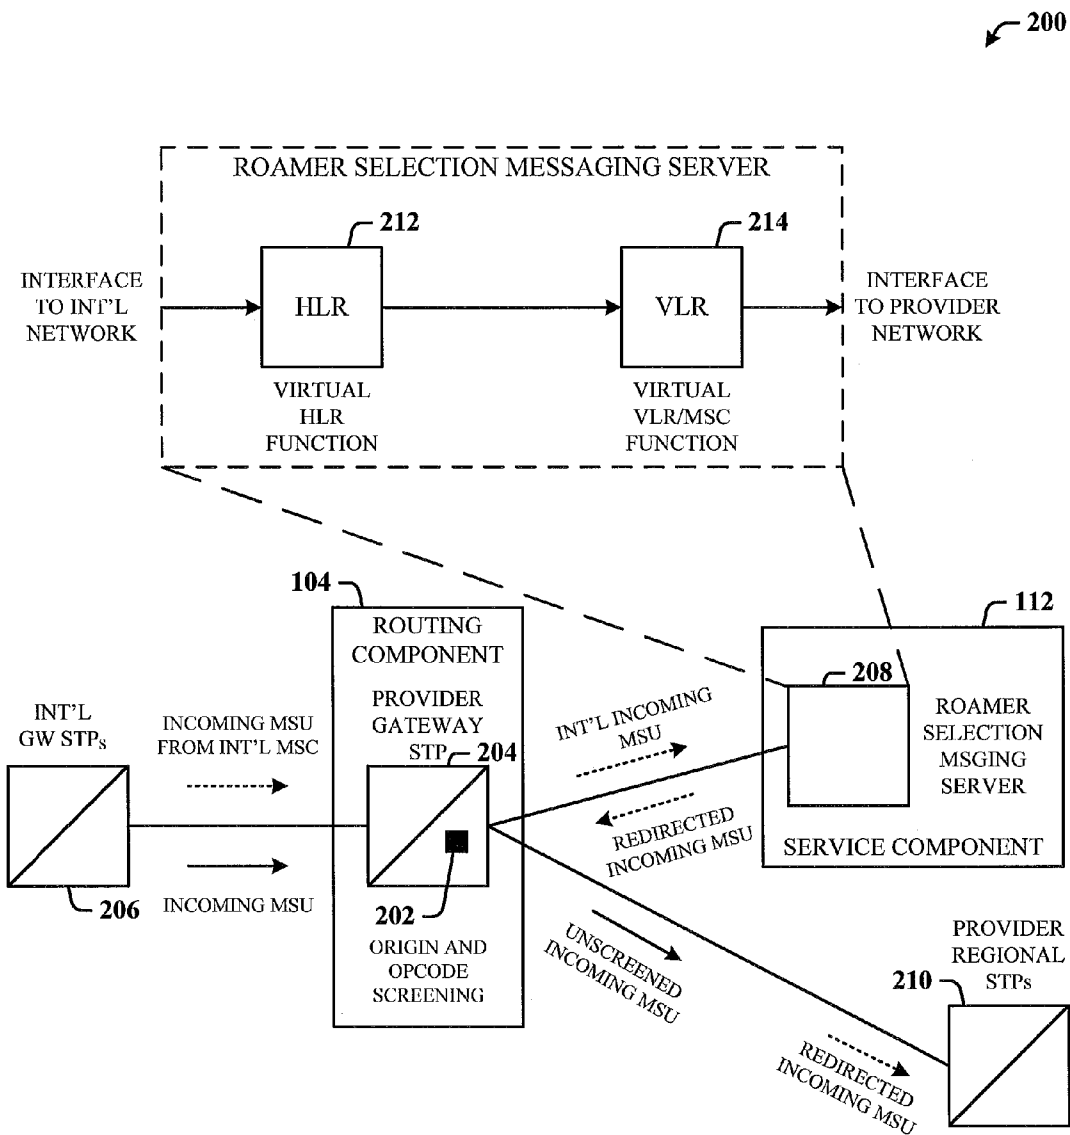 200
ROAMER SELECTION MESSAGING SERVER
212
214
INTERFACE
TO INT'L
NETWORK
HLR
VLR
INTERFACE
TO PROVIDER
NETWORK
VIRTUAL
HLR
FUNCTION
VIRTUAL
VLR/MSC
FUNCTION
104
112
ROUTING
COMPONENT
PROVIDER
GATEWAY
STP
204
INT'L
GW STPs
INCOMING MSU
FROM INT'L MSC
INT'L INCOMING
MSU
208
ROAMER
SELECTION
MSGING
SERVER
REDIRECTED
INCOMING MSU
SERVICE COMPONENT
206
INCOMING MSU
202
ORIGIN AND
OPCODE
SCREENING
UNSCREENED
INCOMING MSU
PROVIDER
REGIONAL
STPs
210
REDIRECTED
INCOMING MSU